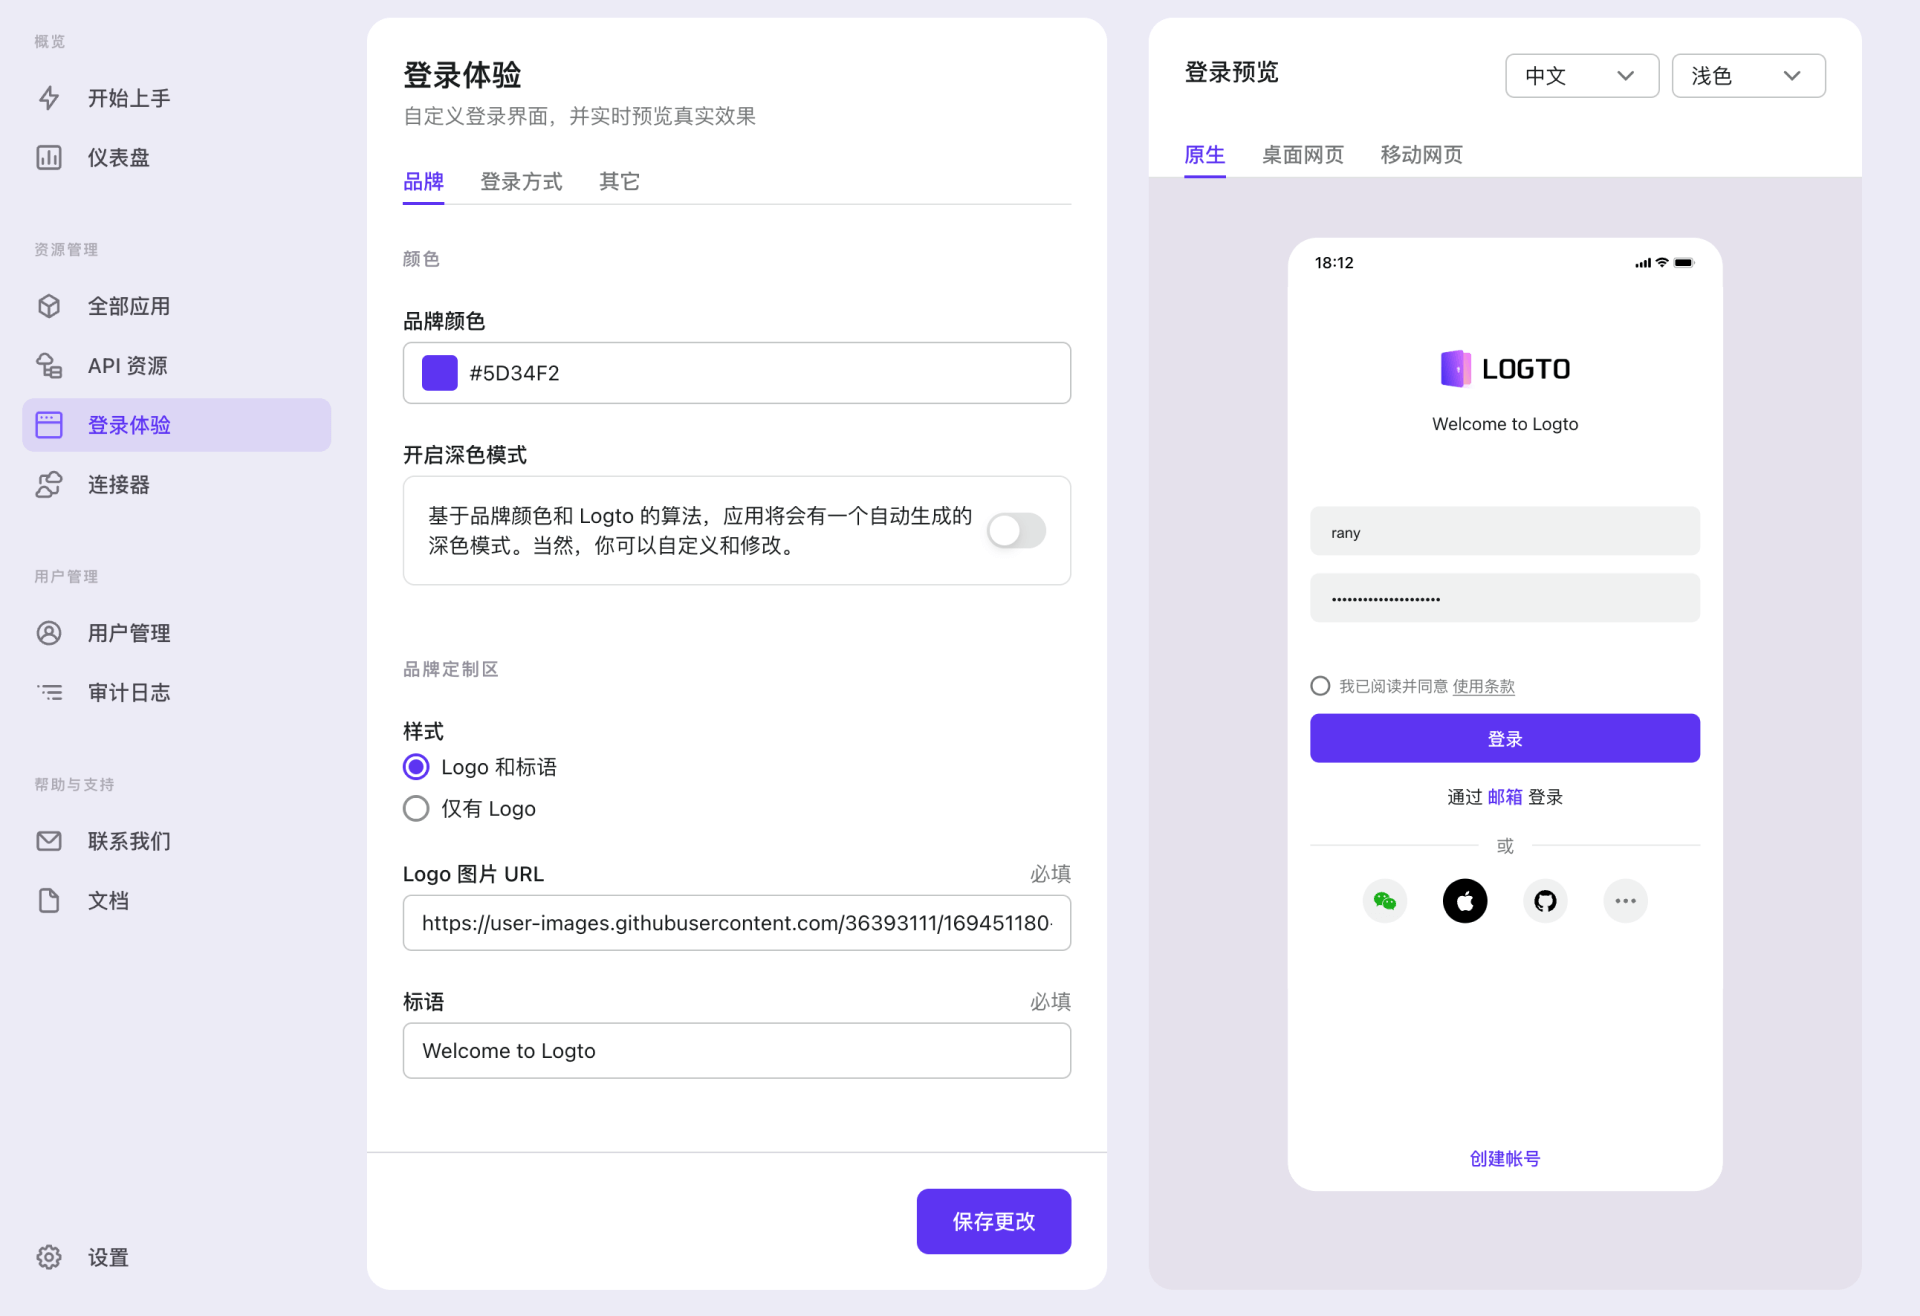 概览
开始上手
仪表盘
资源管理
全部应用
API 资源
登录体验
连接器
用户管理
用户管理
审计日志
帮助与支持
联系我们
文档
设置
登录体验
自定义登录界面，并实时预览真实效果
品牌 登录方式 其它
颜色
品牌颜色
#5D34F2
开启深色模式
基于品牌颜色和 Logto 的算法，应用将会有一个自动生成的
深色模式。当然，你可以自定义和修改。
品牌定制区
样式
Logo 和标语
仅有 Logo
Logo 图片 URL 必填
https://user-images.githubusercontent.com/36393111/169451180-
标语 必填
Welcome to Logto
保存更改
登录预览
中文 浅色
原生 桌面网页 移动网页
18:12
LOGTO
Welcome to Logto
rany
•••••••••••••••••••••
我已阅读并同意 使用条款
登录
通过 邮箱 登录
或
创建帐号